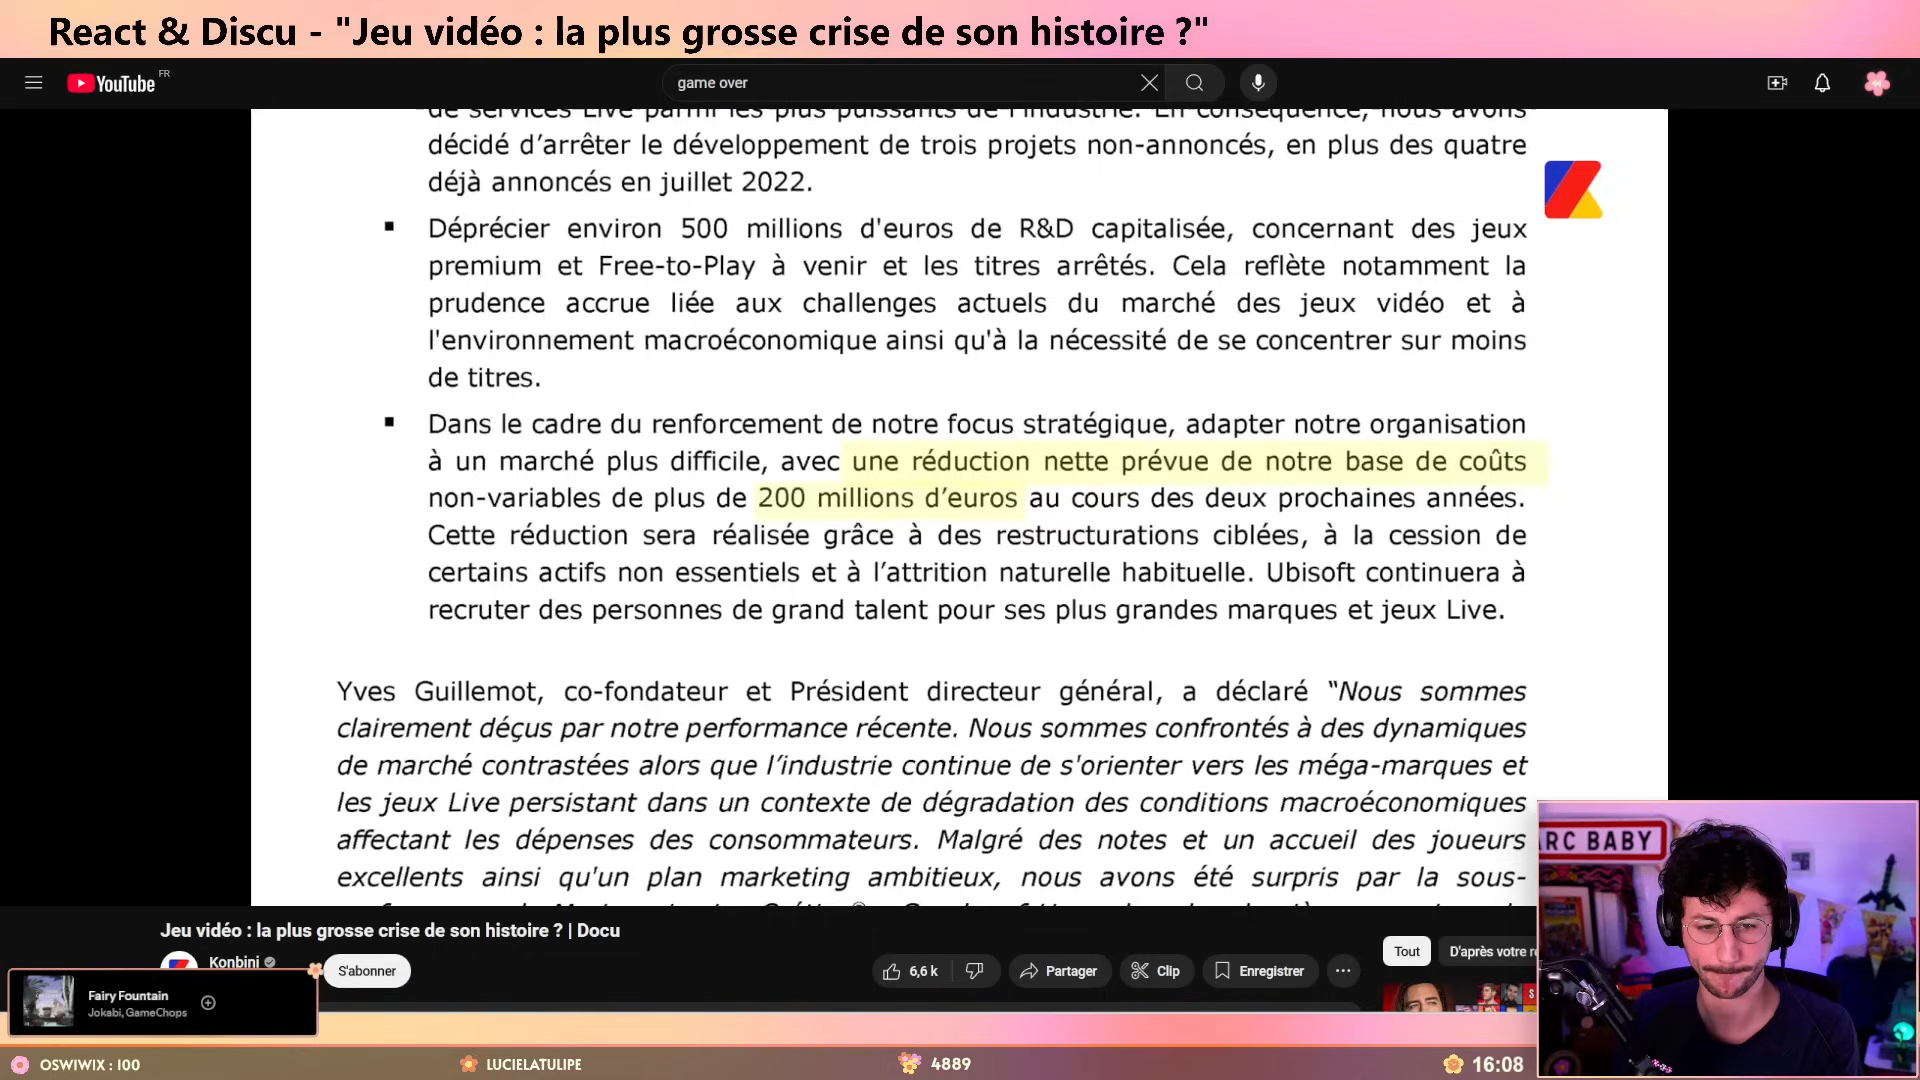 React & Discu - "Jeu vidéo : la plus grosse crise de son histoire ?"
YouTube FR
game over
de services Live parmi les plus puissants de l'industrie. En conséquence, nous avons
décidé d’arrêter le développement de trois projets non-annoncés, en plus des quatre
déjà annoncés en juillet 2022.
▪ Déprécier environ 500 millions d'euros de R&D capitalisée, concernant des jeux
premium et Free-to-Play à venir et les titres arrêtés. Cela reflète notamment la
prudence accrue liée aux challenges actuels du marché des jeux vidéo et à
l'environnement macroéconomique ainsi qu'à la nécessité de se concentrer sur moins
de titres.
▪ Dans le cadre du renforcement de notre focus stratégique, adapter notre organisation
à un marché plus difficile, avec une réduction nette prévue de notre base de coûts
non-variables de plus de 200 millions d’euros au cours des deux prochaines années.
Cette réduction sera réalisée grâce à des restructurations ciblées, à la cession de
certains actifs non essentiels et à l’attrition naturelle habituelle. Ubisoft continuera à
recruter des personnes de grand talent pour ses plus grandes marques et jeux Live.
Yves Guillemot, co-fondateur et Président directeur général, a déclaré “Nous sommes
clairement déçus par notre performance récente. Nous sommes confrontés à des dynamiques
de marché contrastées alors que l’industrie continue de s'orienter vers les méga-marques et
les jeux Live persistant dans un contexte de dégradation des conditions macroéconomiques
affectant les dépenses des consommateurs. Malgré des notes et un accueil des joueurs
excellents ainsi qu'un plan marketing ambitieux, nous avons été surpris par la sous-
RC BABY
Jeu vidéo : la plus grosse crise de son histoire ? | Docu
Konbini
S'abonner
6,6 k
Partager
Clip
Enregistrer
Tout
D'après votre
Fairy Fountain
Jokabi, GameChops
OSWIWIX : 100
LUCIELATULIPE
4889
16:08